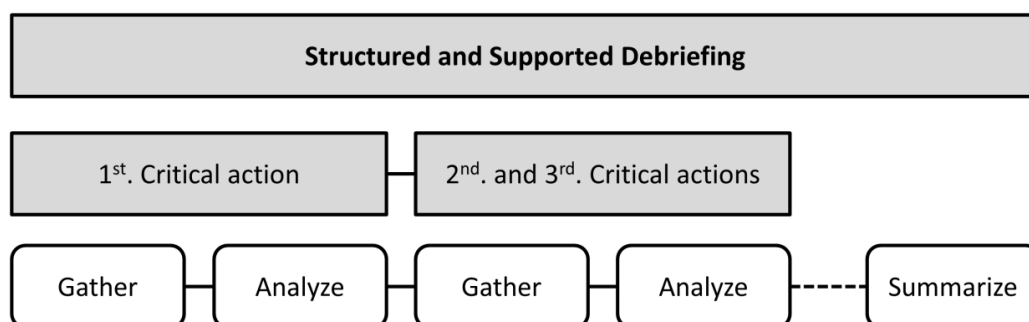 Structured and Supported Debriefing
1st. Critical action
2nd. and 3rd. Critical actions
Gather
Analyze
Gather
Analyze
Summarize